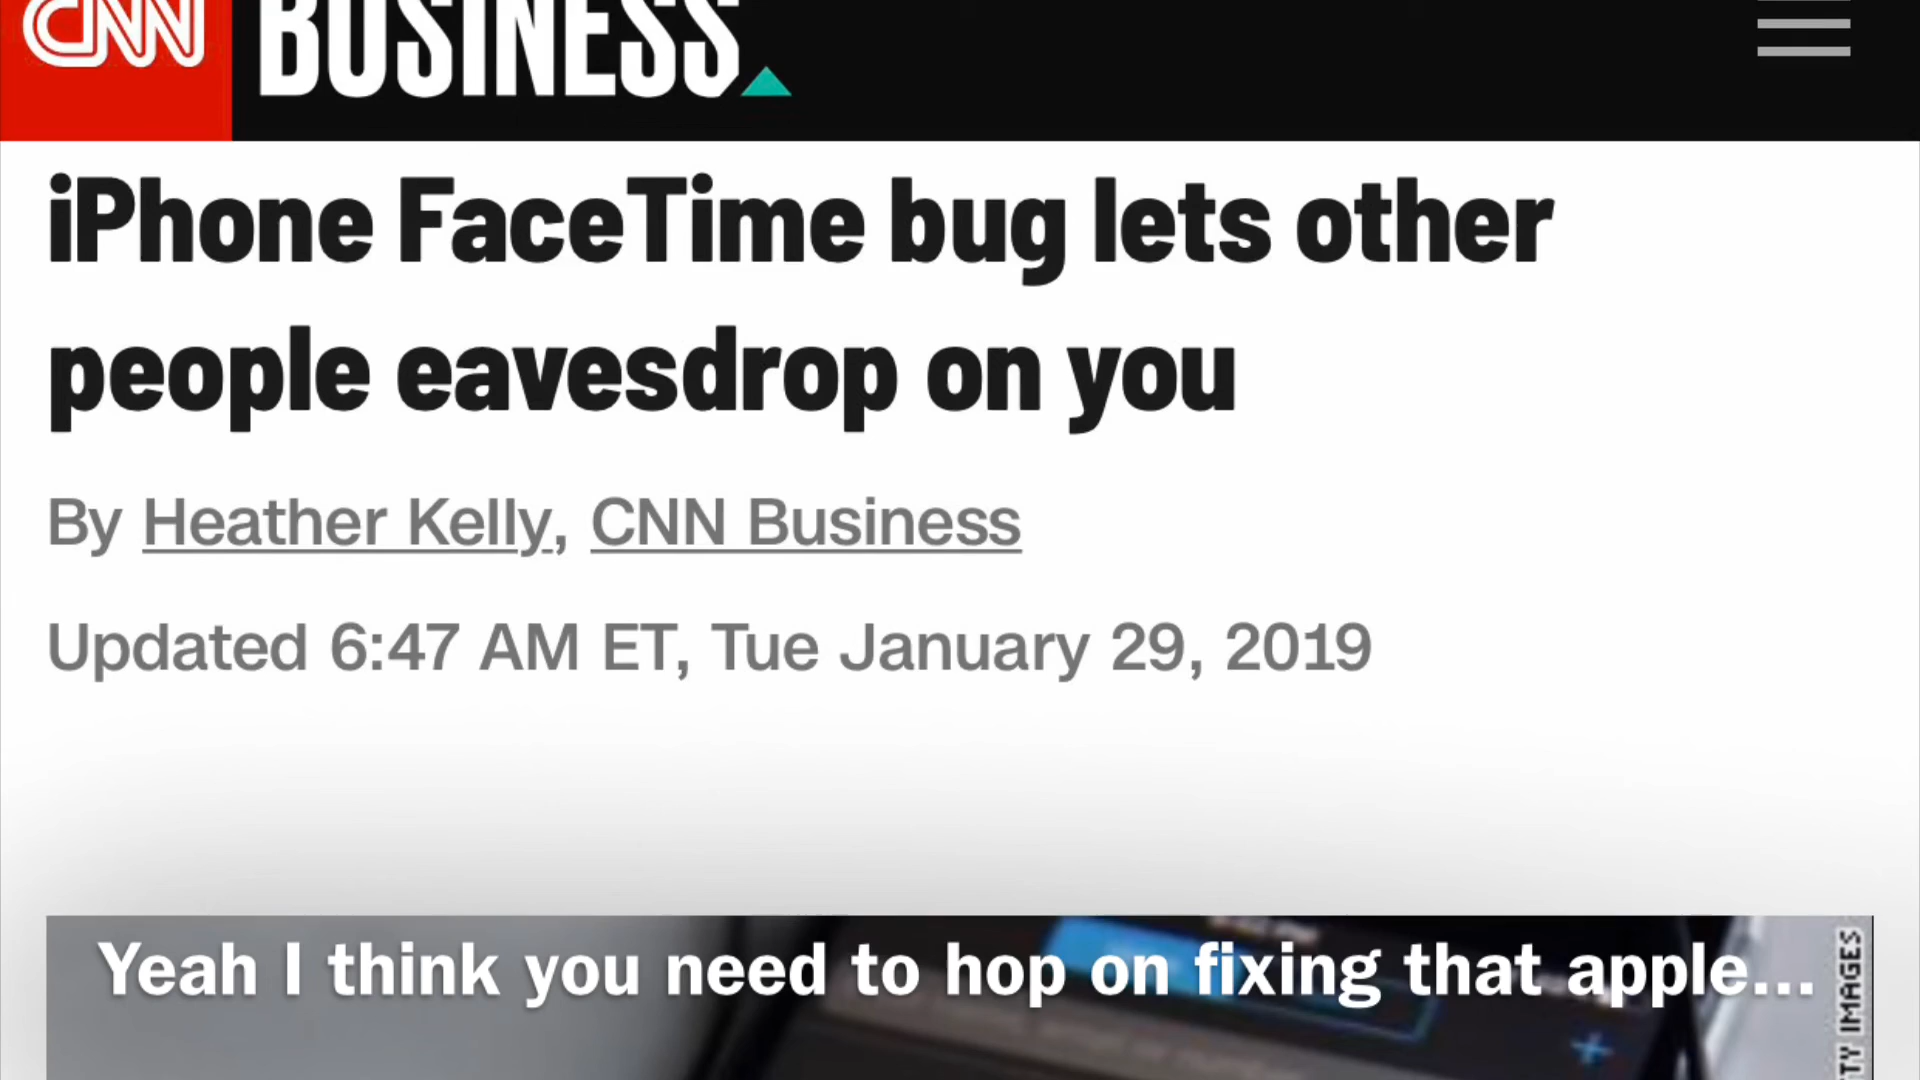 CNN BUSINESS
iPhone FaceTime bug lets other
people eavesdrop on you
By Heather Kelly, CNN Business
Updated 6:47 AM ET, Tue January 29, 2019
Yeah I think you need to hop on fixing that apple...
IMAGES